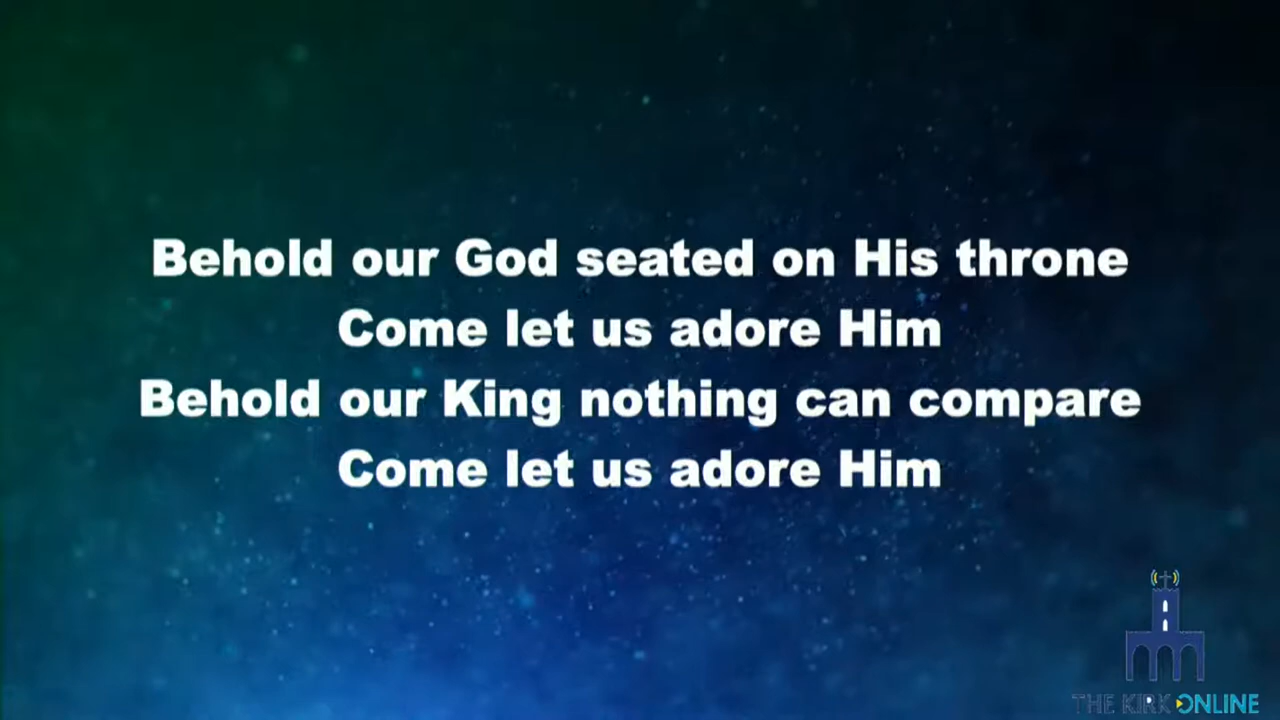 Behold our God seated on His throne
Come let us adore Him
Behold our King nothing can compare
Come let us adore Him
THE KIRK ONLINE